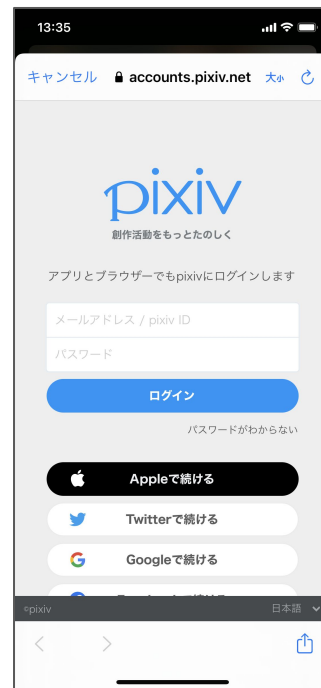 13:35
キャンセル accounts.pixiv.net 大小
pixiv
創作活動をもっとたのしく
アプリとブラウザーでもpixivにログインします
メールアドレス / pixiv ID
パスワード
ログイン
パスワードがわからない
Appleで続ける
Twitterで続ける
Googleで続ける
©pixiv 日本語